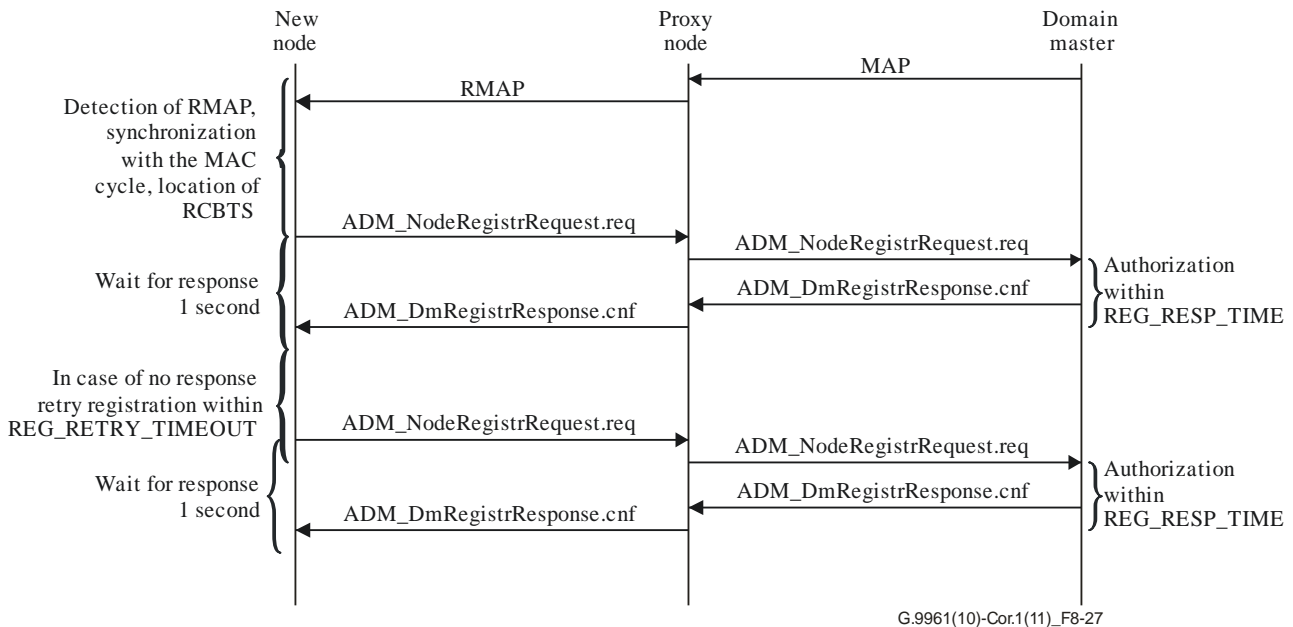 New
node
Proxy
node
Domain
master
MAP
RMAP
Detection of RMAP,
synchronization
with the MAC
cycle, location of
RCBTS
ADM_NodeRegistrRequest.req
ADM_NodeRegistrRequest.req
Wait for response
1 second
ADM_DmRegistrResponse.cnf
ADM_DmRegistrResponse.cnf
Authorization
within
REG_RESP_TIME
In case of no response
retry registration within
REG_RETRY_TIMEOUT
ADM_NodeRegistrRequest.req
ADM_NodeRegistrRequest.req
Wait for response
1 second
ADM_DmRegistrResponse.cnf
ADM_DmRegistrResponse.cnf
Authorization
within
REG_RESP_TIME
G.9961(10)-Cor.1(11)_F8-27